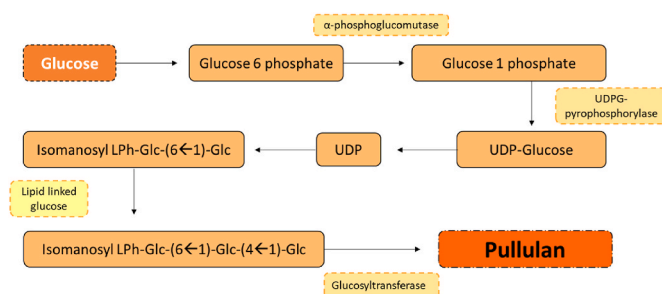 α-phosphoglucomutase
Glucose
Glucose 6 phosphate
Glucose 1 phosphate
UDPG-
pyrophosphorylase
Isomanosyl LPh-Glc-(6←1)-Glc
UDP
UDP-Glucose
Lipid linked
glucose
Isomanosyl LPh-Glc-(6←1)-Glc-(4←1)-Glc
Pullulan
Glucosyltransferase